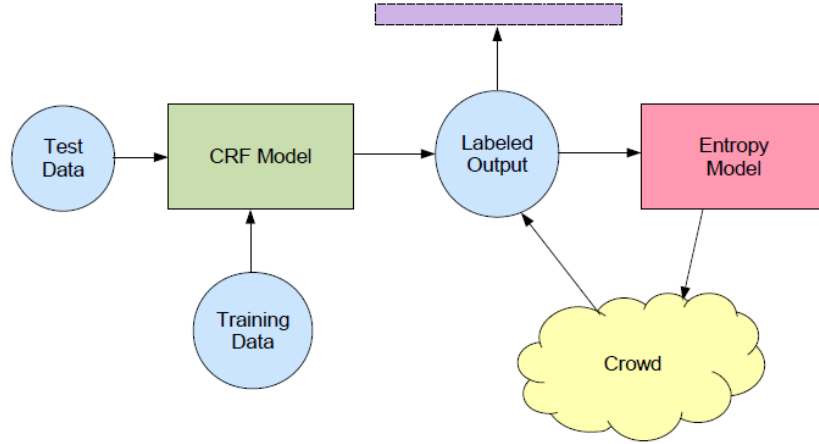 Test
Data
CRF Model
Labeled
Output
Entropy
Model
Training
Data
Crowd